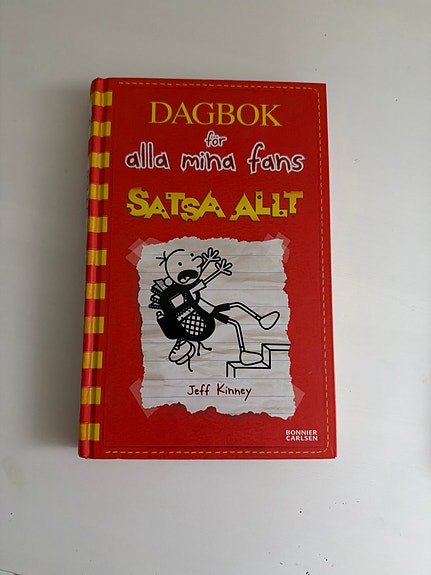 DAGBOK
för
alla mina fans
SATSA ALLT
Jeff Kinney
BONNIER
CARLSEN